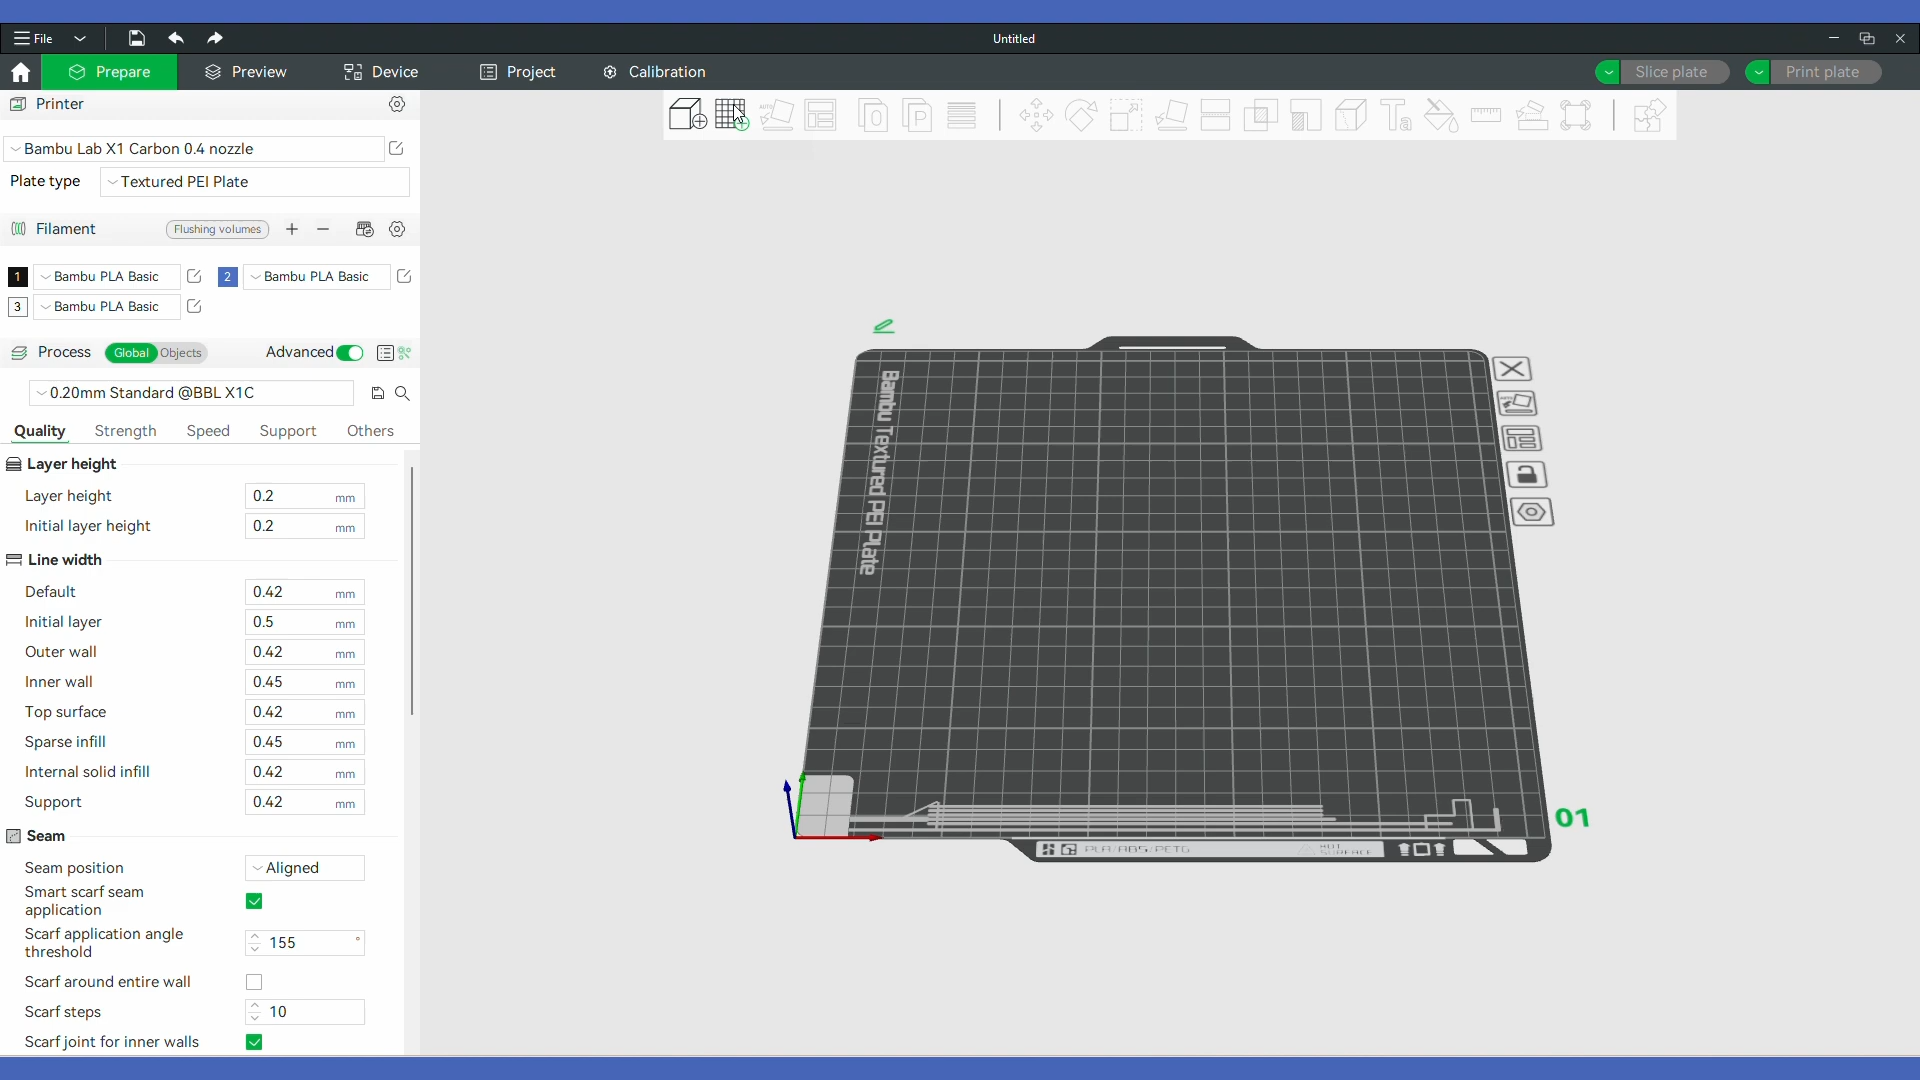 File
Untitled
Prepare
Preview
Device
Project
Calibration
Slice plate
Print plate
Printer
Bambu Lab X1 Carbon 0.4 nozzle
Plate type
Textured PEI Plate
Filament
Flushing volumes
1 Bambu PLA Basic
2 Bambu PLA Basic
3 Bambu PLA Basic
Process
Global Objects
Advanced
0.20mm Standard @BBL X1C
Quality Strength Speed Support Others
Layer height
Layer height 0.2 mm
Initial layer height 0.2 mm
Line width
Default 0.42 mm
Initial layer 0.5 mm
Outer wall 0.42 mm
Inner wall 0.45 mm
Top surface 0.42 mm
Sparse infill 0.45 mm
Internal solid infill 0.42 mm
Support 0.42 mm
Seam
Seam position Aligned
Smart scarf seam
application
Scarf application angle
threshold 155 °
Scarf around entire wall
Scarf steps 10
Scarf joint for inner walls
AUTO
0
P
Ta
Bambu Textured PEI Plate
AUTO
01
PLA/ABS/PETG
HOT
SURFACE